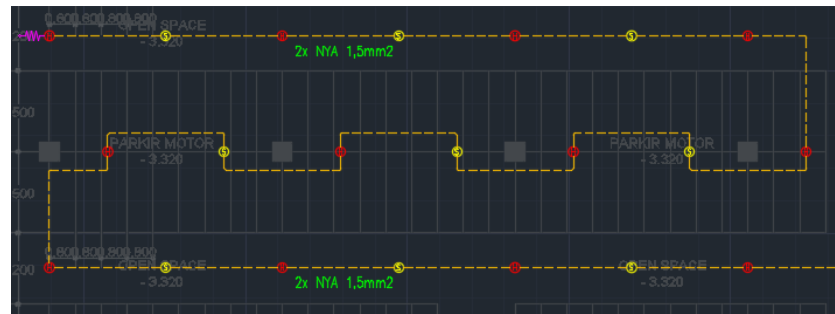 0.600.800.800.800
OPEN SPACE
- 3.320
2x NYA 1,5mm2
500
PARKIR MOTOR
- 3.320
PARKIR MOTOR
- 3.320
500
0.600.800.800.800
200
OPEN SPACE
- 3.320
OPEN SPACE
- 3.320
2x NYA 1,5mm2